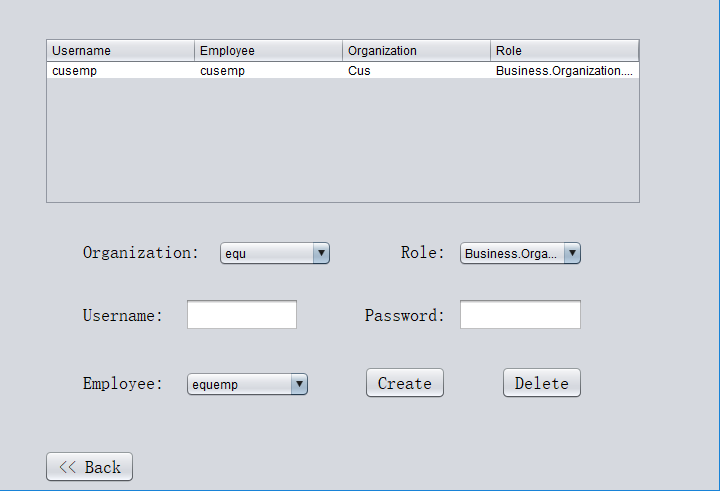 Username Employee Organization Role
cusemp cusemp Cus Business.Organization....
Organization: equ Role: Business.Orga...
Username: Password:
Employee: equemp Create Delete
<< Back